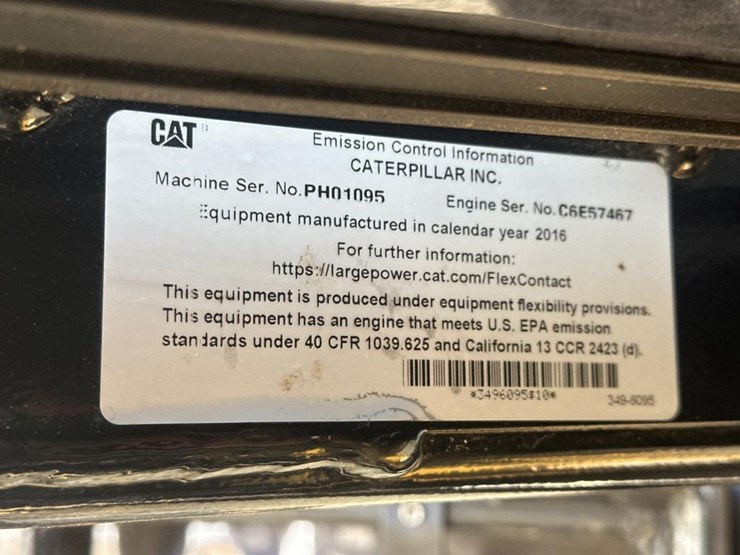 CAT
Emission Control Information
CATERPILLAR INC.
Machine Ser. No. PH01095 Engine Ser. No. C6E57467
Equipment manufactured in calendar year 2016
For further information:
https://largepower.cat.com/FlexContact
This equipment is produced under equipment flexibility provisions.
This equipment has an engine that meets U.S. EPA emission
standards under 40 CFR 1039.625 and California 13 CCR 2423 (d).
*3496095$10*
349-6095